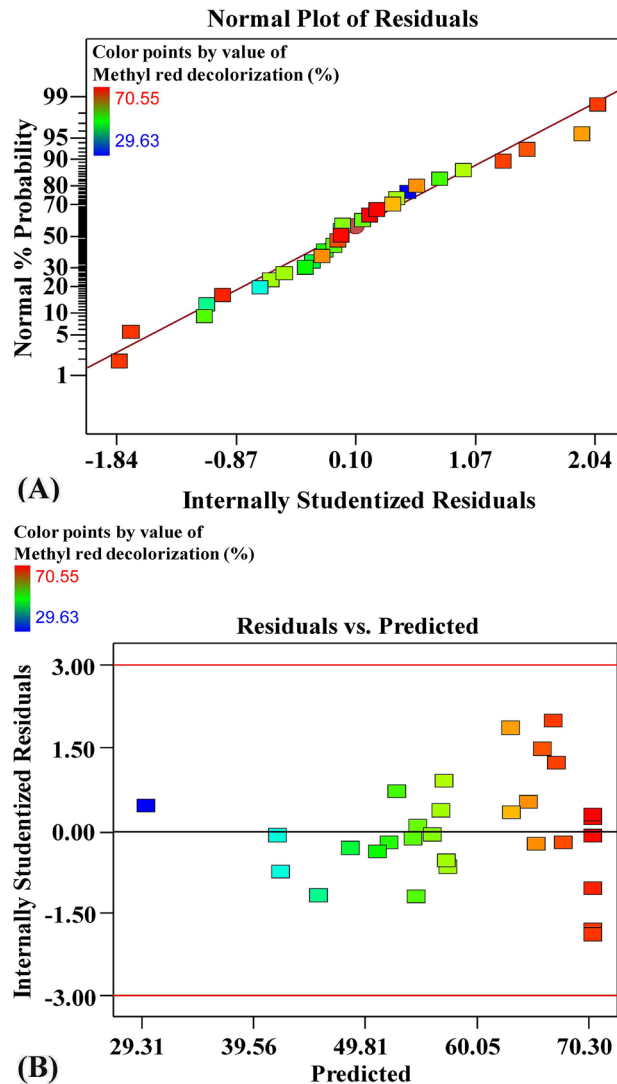 Normal Plot of Residuals
Color points by value of
Methyl red decolorization (%)
70.55
29.63
Normal % Probability
99
95
90
80
70
50
30
20
10
5
1
-1.84
-0.87
0.10
1.07
2.04
(A)
Internally Studentized Residuals
Color points by value of
Methyl red decolorization (%)
70.55
29.63
Residuals vs. Predicted
Internally Studentized Residuals
3.00
1.50
0.00
-1.50
-3.00
29.31
39.56
49.81
60.05
70.30
(B)
Predicted